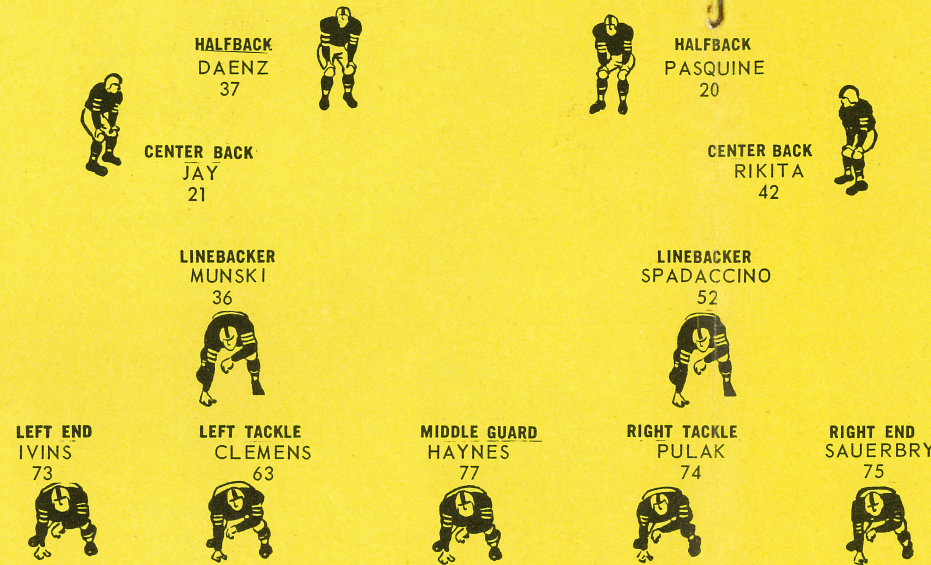 HALFBACK
DAENZ
37
HALFBACK
PASQUINE
20
CENTER BACK
JAY
21
CENTER BACK
RIKITA
42
LINEBACKER
MUNSKI
36
LINEBACKER
SPADACCINO
52
LEFT END
IVINS
73
LEFT TACKLE
CLEMENS
63
MIDDLE GUARD
HAYNES
77
RIGHT TACKLE
PULAK
74
RIGHT END
SAUERBRY
75